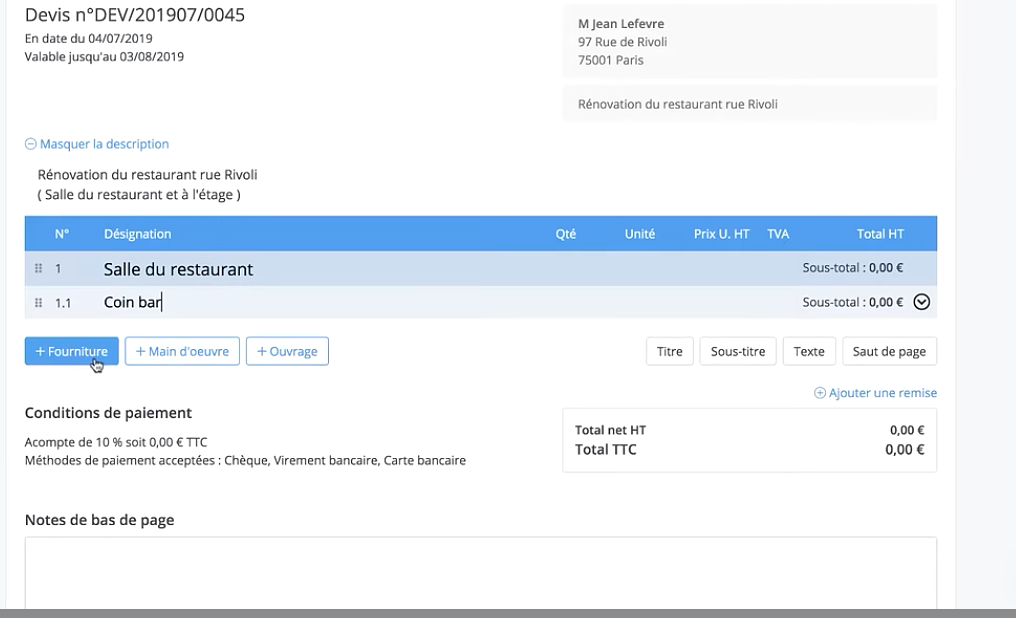 Devis n°DEV/201907/0045
En date du 04/07/2019
Valable jusqu'au 03/08/2019
M Jean Lefevre
97 Rue de Rivoli
75001 Paris
Rénovation du restaurant rue Rivoli
Masquer la description
Rénovation du restaurant rue Rivoli
( Salle du restaurant et à l'étage )
N° Désignation Qté Unité Prix U. HT TVA Total HT
1 Salle du restaurant Sous-total : 0,00 €
1.1 Coin bar Sous-total : 0,00 €
+ Fourniture + Main d'oeuvre + Ouvrage Titre Sous-titre Texte Saut de page
Ajouter une remise
Conditions de paiement
Acompte de 10 % soit 0,00 € TTC
Méthodes de paiement acceptées : Chèque, Virement bancaire, Carte bancaire
Total net HT 0,00 €
Total TTC 0,00 €
Notes de bas de page